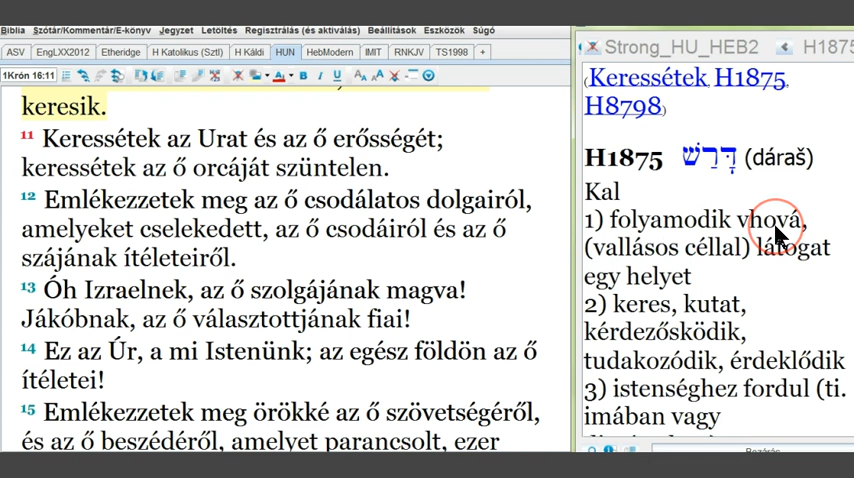 Biblia Szótár/Kommentár/E-könyv Jegyzet Letöltés Regisztrálás (és aktiválás) Beállítások Eszközök Súgó
ASV EngLXX2012 Etheridge H Katolikus (Sztl) H Káldi HUN HebModern IMIT RNKJV TS1998 +
1Krón 16:11
keresik.
11 Keressétek az Urat és az ő erősségét;
keressétek az ő orcáját szüntelen.
12 Emlékezzetek meg az ő csodálatos dolgairól,
amelyeket cselekedett, az ő csodáiról és az ő
szájának ítéleteiről.
13 Óh Izraelnek, az ő szolgájának magva!
Jákóbnak, az ő választottjának fiai!
14 Ez az Úr, a mi Istenünk; az egész földön az ő
ítéletei!
15 Emlékezzetek meg örökké az ő szövetségéről,
és az ő beszédéről, amelyet parancsolt, ezer
Strong_HU_HEB2 H1875
(Keressétek, H1875,
H8798)
H1875 דָּרַשׁ (dáraš)
Kal
1) folyamodik vhová,
(vallásos céllal) látogat
egy helyet
2) keres, kutat,
kérdezősködik,
tudakozódik, érdeklődik
3) istenséghez fordul (ti.
imában vagy